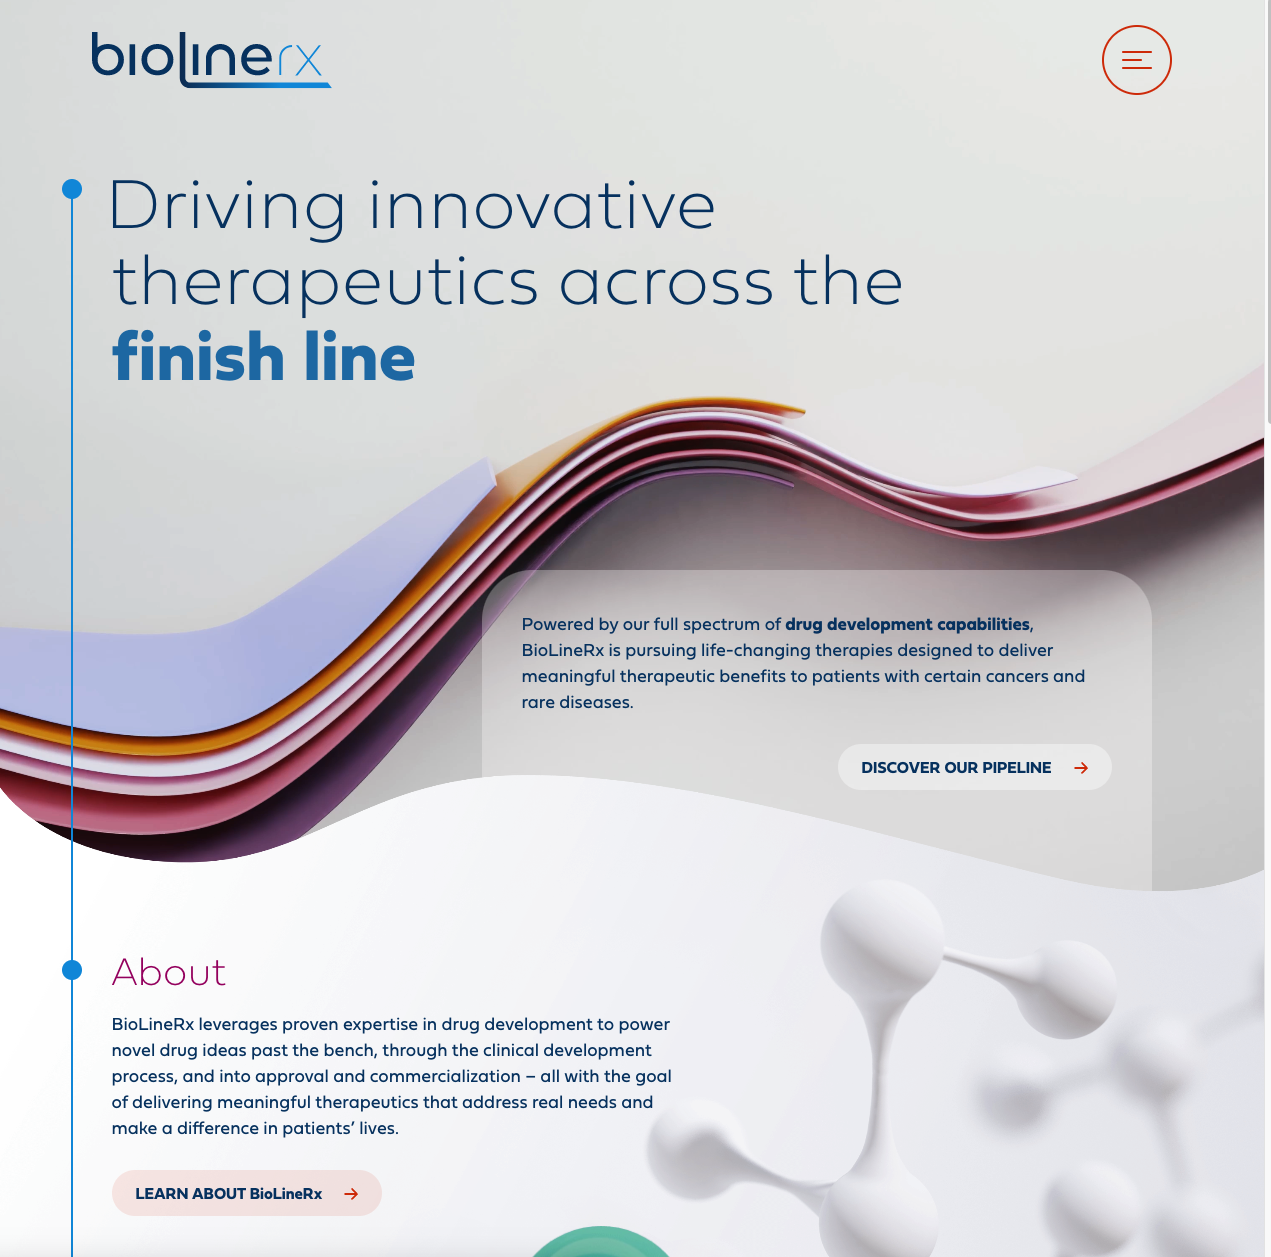 biolinerx
Driving innovative
therapeutics across the
finish line
Powered by our full spectrum of drug development capabilities,
BioLineRx is pursuing life-changing therapies designed to deliver
meaningful therapeutic benefits to patients with certain cancers and
rare diseases.
DISCOVER OUR PIPELINE
About
BioLineRx leverages proven expertise in drug development to power
novel drug ideas past the bench, through the clinical development
process, and into approval and commercialization – all with the goal
of delivering meaningful therapeutics that address real needs and
make a difference in patients’ lives.
LEARN ABOUT BioLineRx